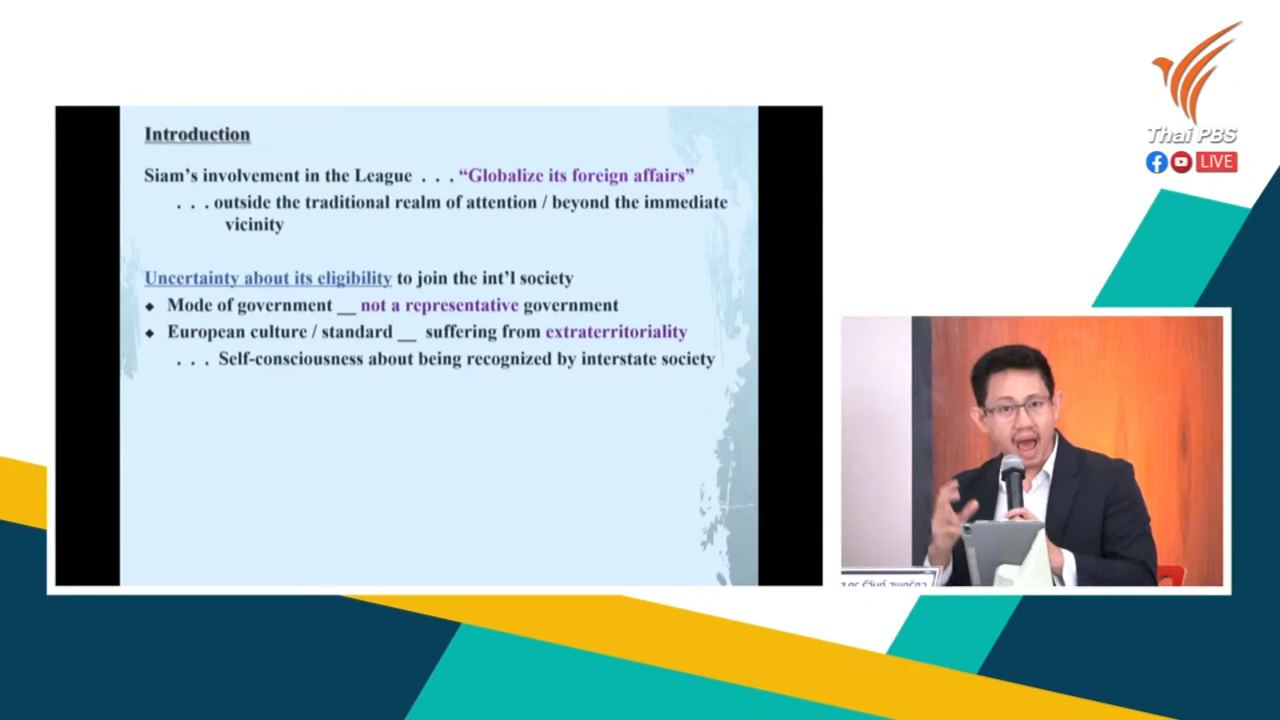 Introduction
Siam's involvement in the League . . . “Globalize its foreign affairs”
. . . outside the traditional realm of attention / beyond the immediate
vicinity
Uncertainty about its eligibility to join the int'l society
◆ Mode of government __ not a representative government
◆ European culture / standard __ suffering from extraterritoriality
. . . Self-consciousness about being recognized by interstate society
Thai PBS
LIVE